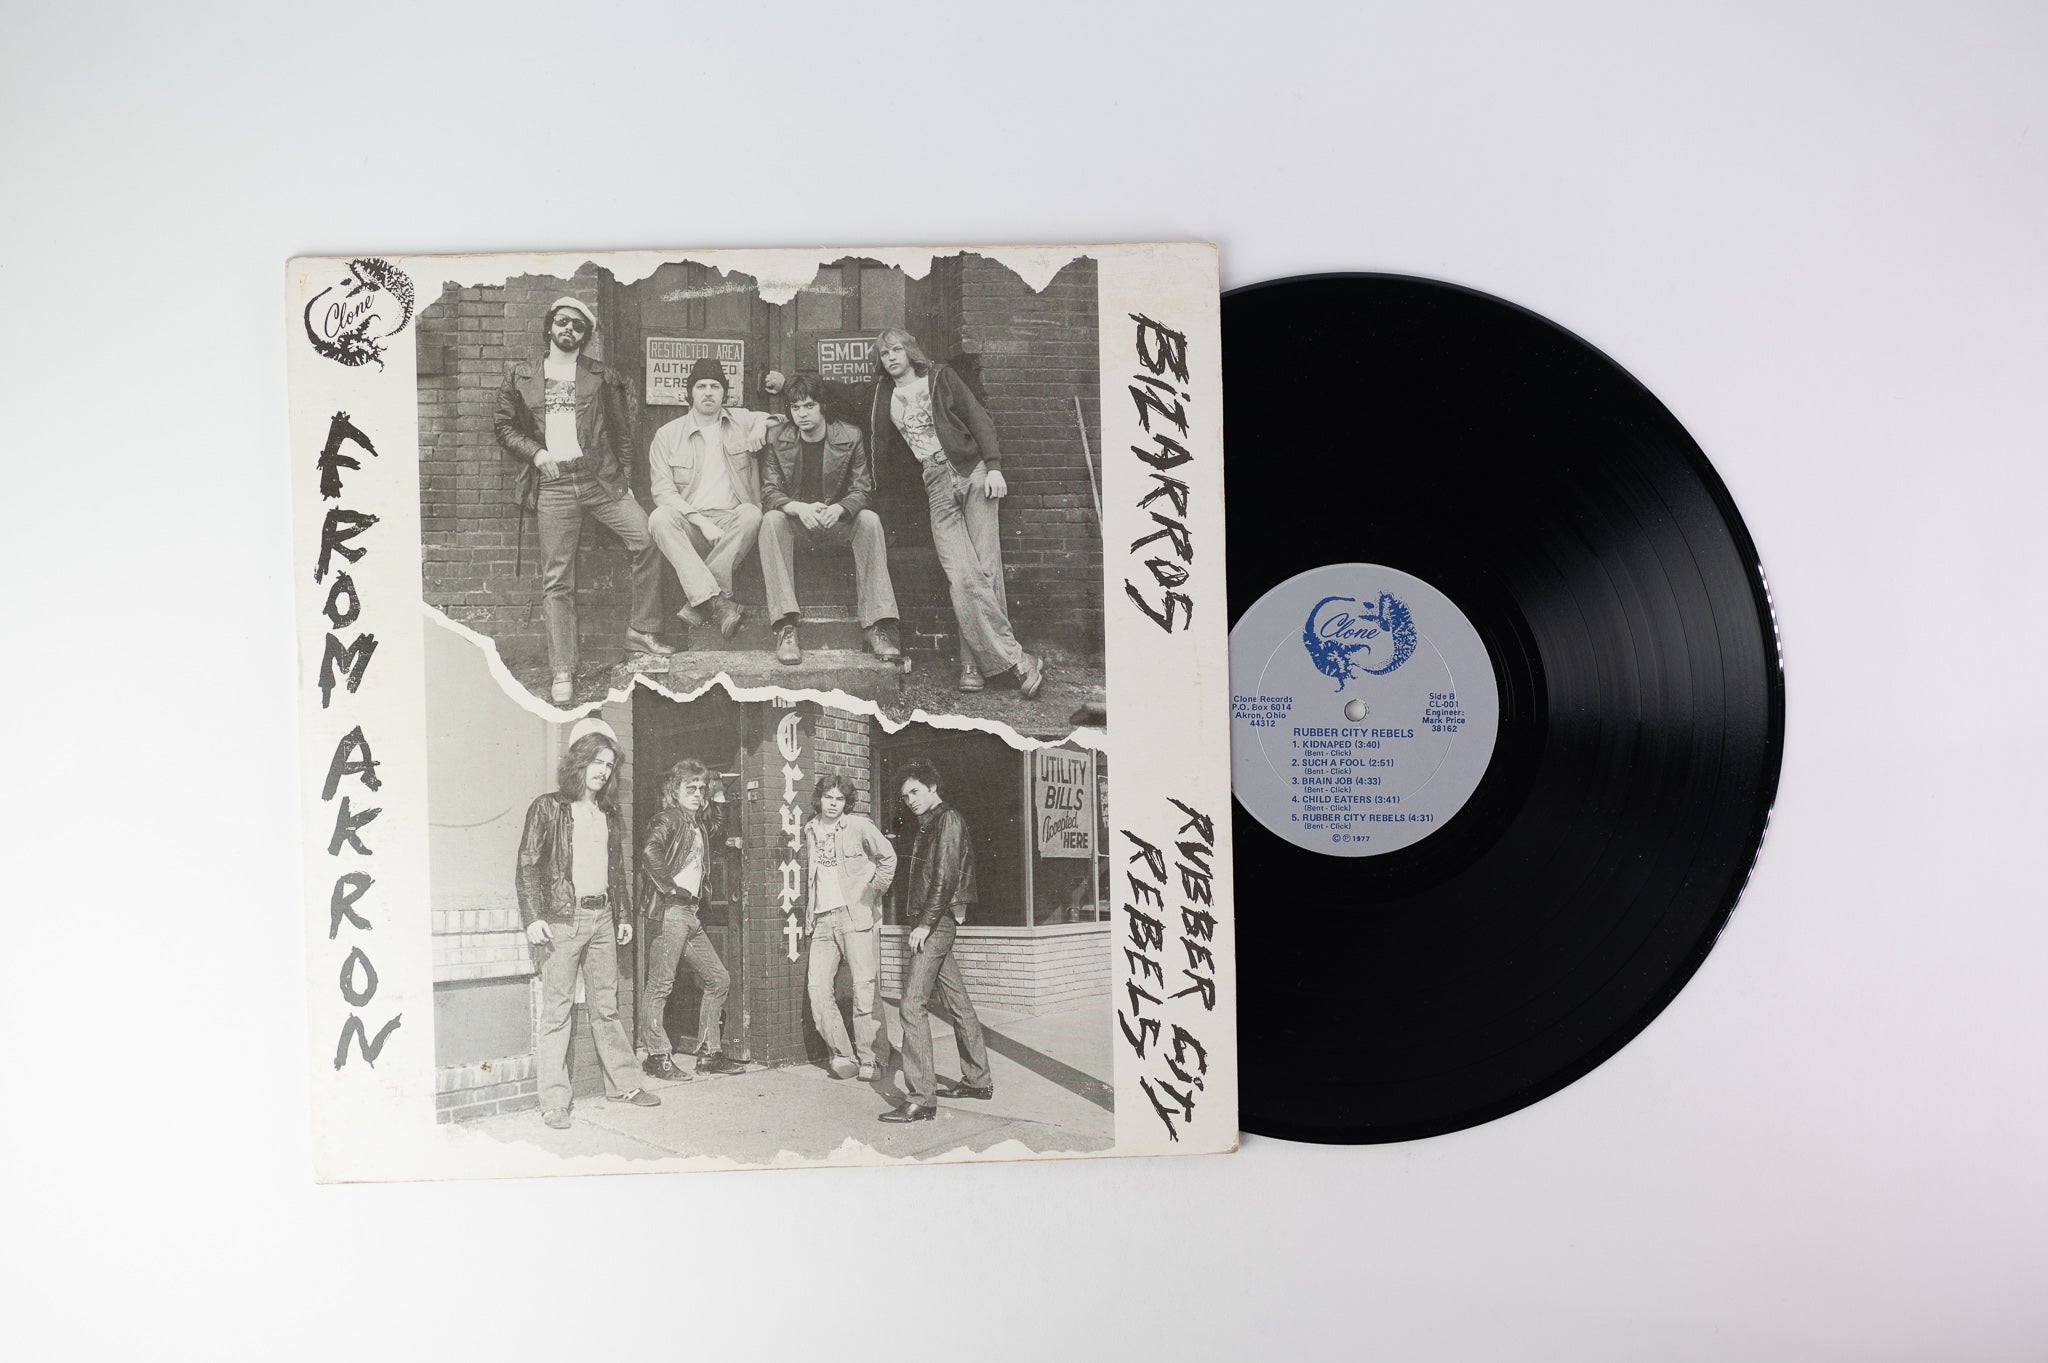 Clone
FROM AKRON
BIZARROS
RUBBER CITY
REBELS
RESTRICTED AREA
SMOK
PERMIT
IN THIS
Crypt
UTILITY
BILLS
Accepted
HERE
Clone
Clone Records
P.O. Box 6014
Akron, Ohio
44312
Side B
CL-001
Engineer:
Mark Price
38162
RUBBER CITY REBELS
1. KIDNAPED (3:40)
(Bent - Click)
2. SUCH A FOOL (2:51)
(Bent - Click)
3. BRAIN JOB (4:33)
(Bent - Click)
4. CHILD EATERS (3:41)
(Bent - Click)
5. RUBBER CITY REBELS (4:31)
(Bent - Click)
© ℗ 1977